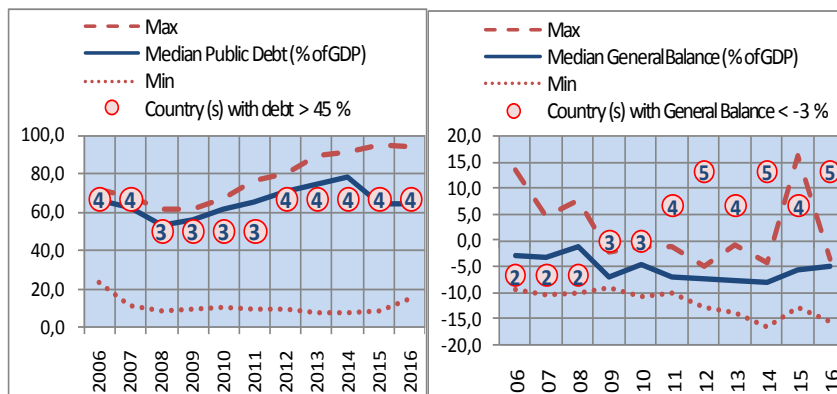 Max
Median Public Debt (% of GDP)
Min
Country (s) with debt > 45 %
100,0
80,0
60,0
40,0
20,0
0,0
4 4 3 3 3 3 4 4 4 4 4
2006 2007 2008 2009 2010 2011 2012 2013 2014 2015 2016
Max
Median General Balance (% of GDP)
Min
Country (s) with General Balance < -3 %
20,0
15,0
10,0
5,0
0,0
-5,0
-10,0
-15,0
-20,0
2 2 2 3 3 4 5 4 5 4 5
06 07 08 09 10 11 12 13 14 15 16